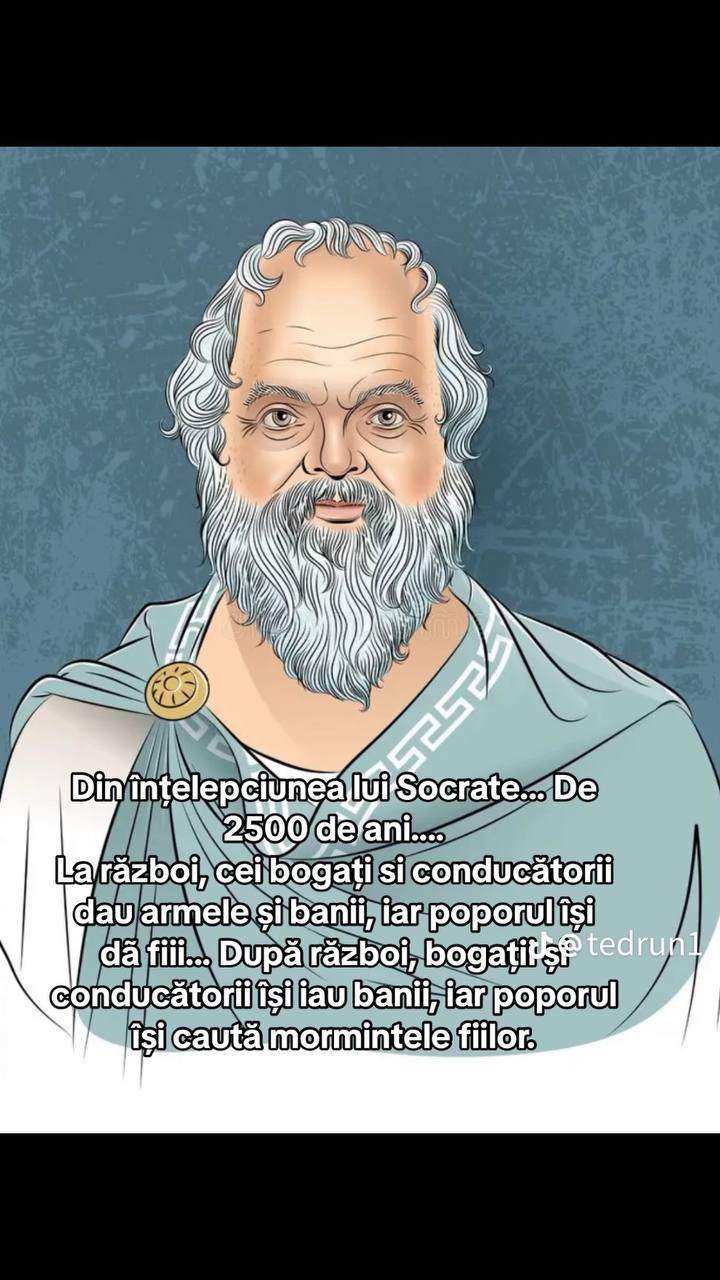 Din înțelepciunea lui Socrate... De
2500 de ani....
La război, cei bogați si conducătorii
dau armele și banii, iar poporul își
dã fiii... După război, bogații și
@tedrun1
conducătorii își iau banii, iar poporul
își caută mormintele fiilor.